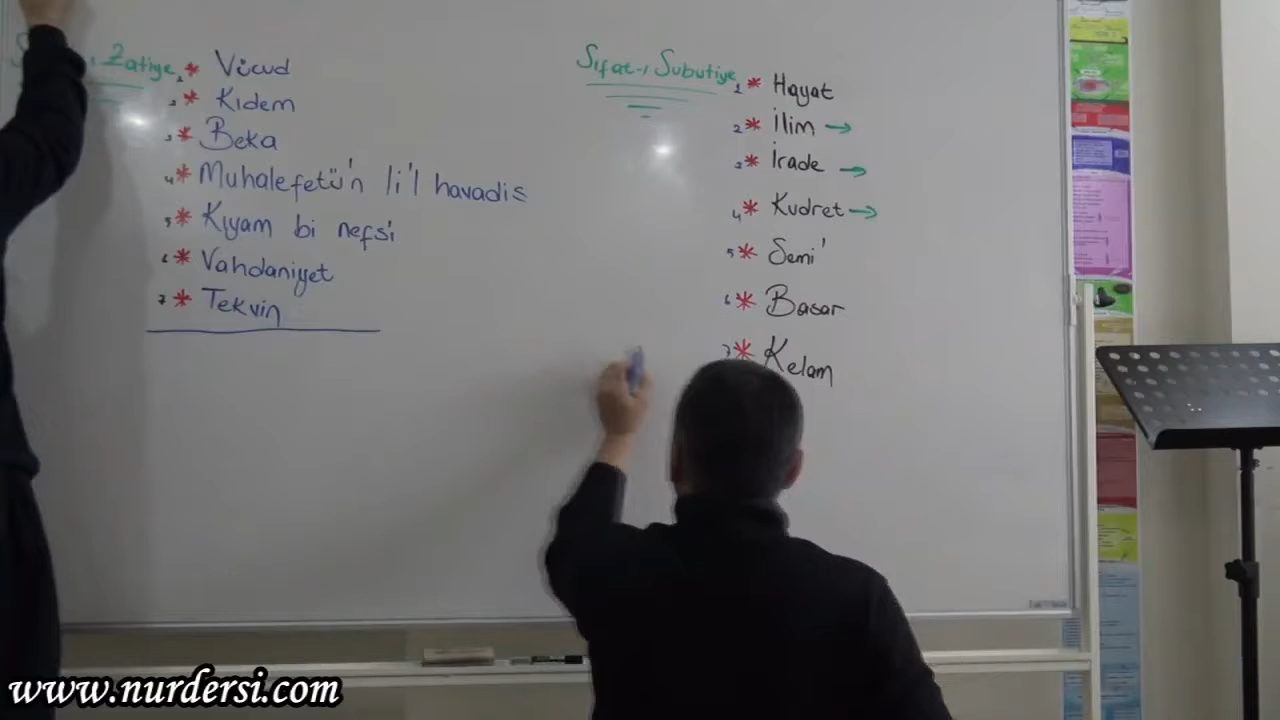 Zatiye
1 * Vücud
2 * Kıdem
3 * Beka
4 * Muhalefetü'n li'l havadis
5 * Kıyam bi nefsi
6 * Vahdaniyet
7 * Tekvin
Sıfat-ı Subutiye
1 * Hayat
2 * İlim →
3 * İrade →
4 * Kudret →
5 * Semi'
6 * Basar
7 * Kelam
www.nurdersi.com